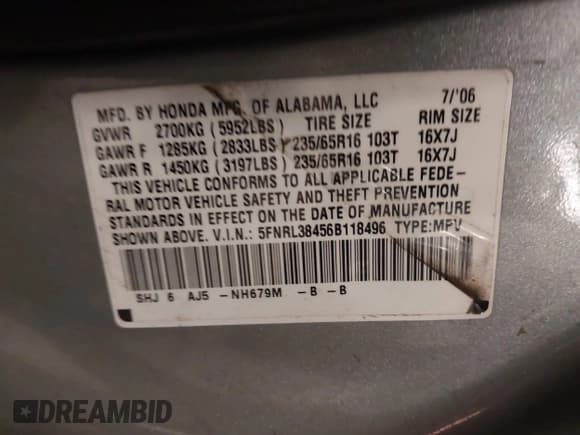 MFD. BY HONDA MFG. OF ALABAMA, LLC 7/'06
GVWR 2700KG (5952LBS) TIRE SIZE RIM SIZE
GAWR F 1285KG (2833LBS) 235/65R16 103T 16X7J
GAWR R 1450KG (3197LBS) 235/65R16 103T 16X7J
THIS VEHICLE CONFORMS TO ALL APPLICABLE FEDE-
RAL MOTOR VEHICLE SAFETY AND THEFT PREVENTION
STANDARDS IN EFFECT ON THE DATE OF MANUFACTURE
SHOWN ABOVE. V.I.N.: 5FNRL38456B118496 TYPE:MPV
SHJ 6 AJ5 -NH679M -B -B
DREAMBID